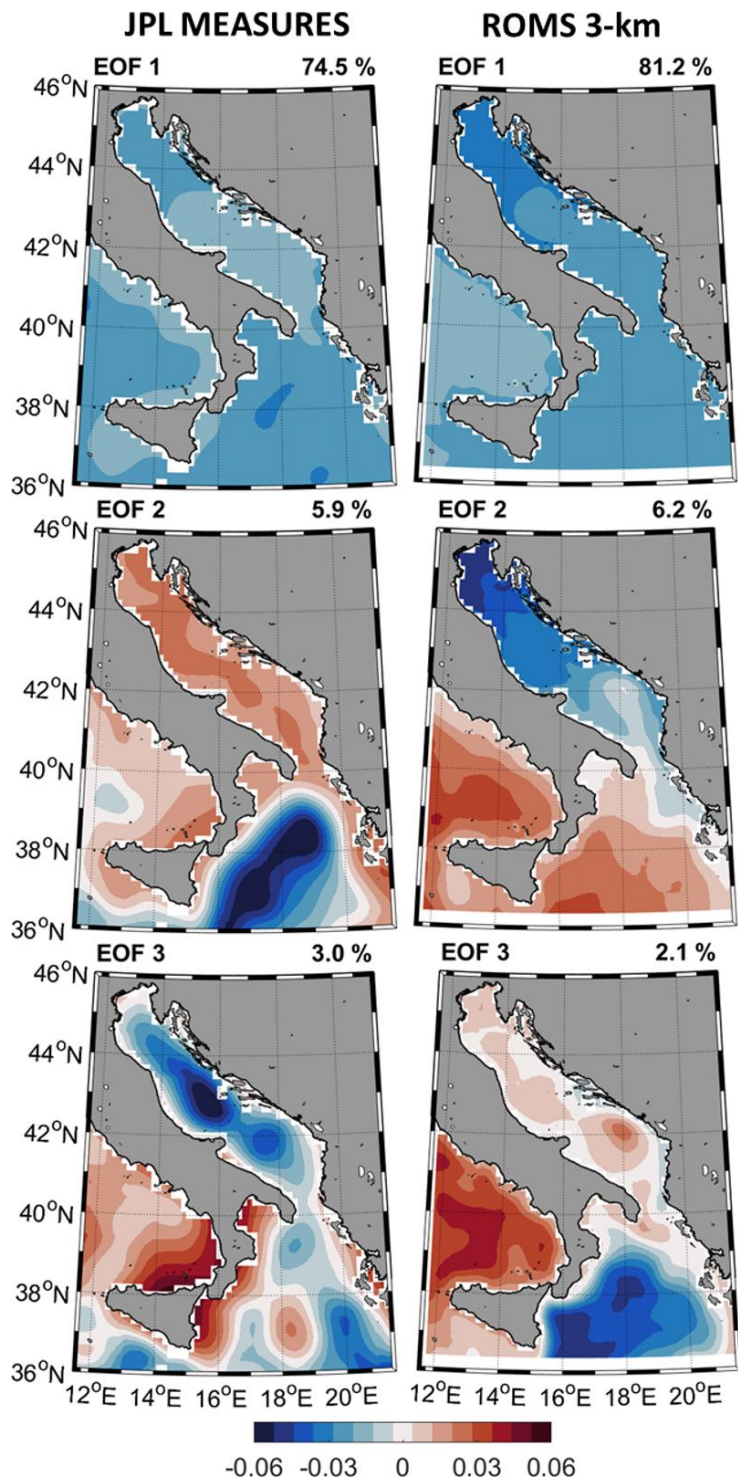 JPL MEASURES ROMS 3-km
EOF 1 74.5 % EOF 1 81.2 %
46°N
44°N
42°N
40°N
38°N
36°N
EOF 2 5.9 % EOF 2 6.2 %
46°N
44°N
42°N
40°N
38°N
36°N
EOF 3 3.0 % EOF 3 2.1 %
46°N
44°N
42°N
40°N
38°N
36°N
12°E 14°E 16°E 18°E 20°E 12°E 14°E 16°E 18°E 20°E
-0.06 -0.03 0 0.03 0.06